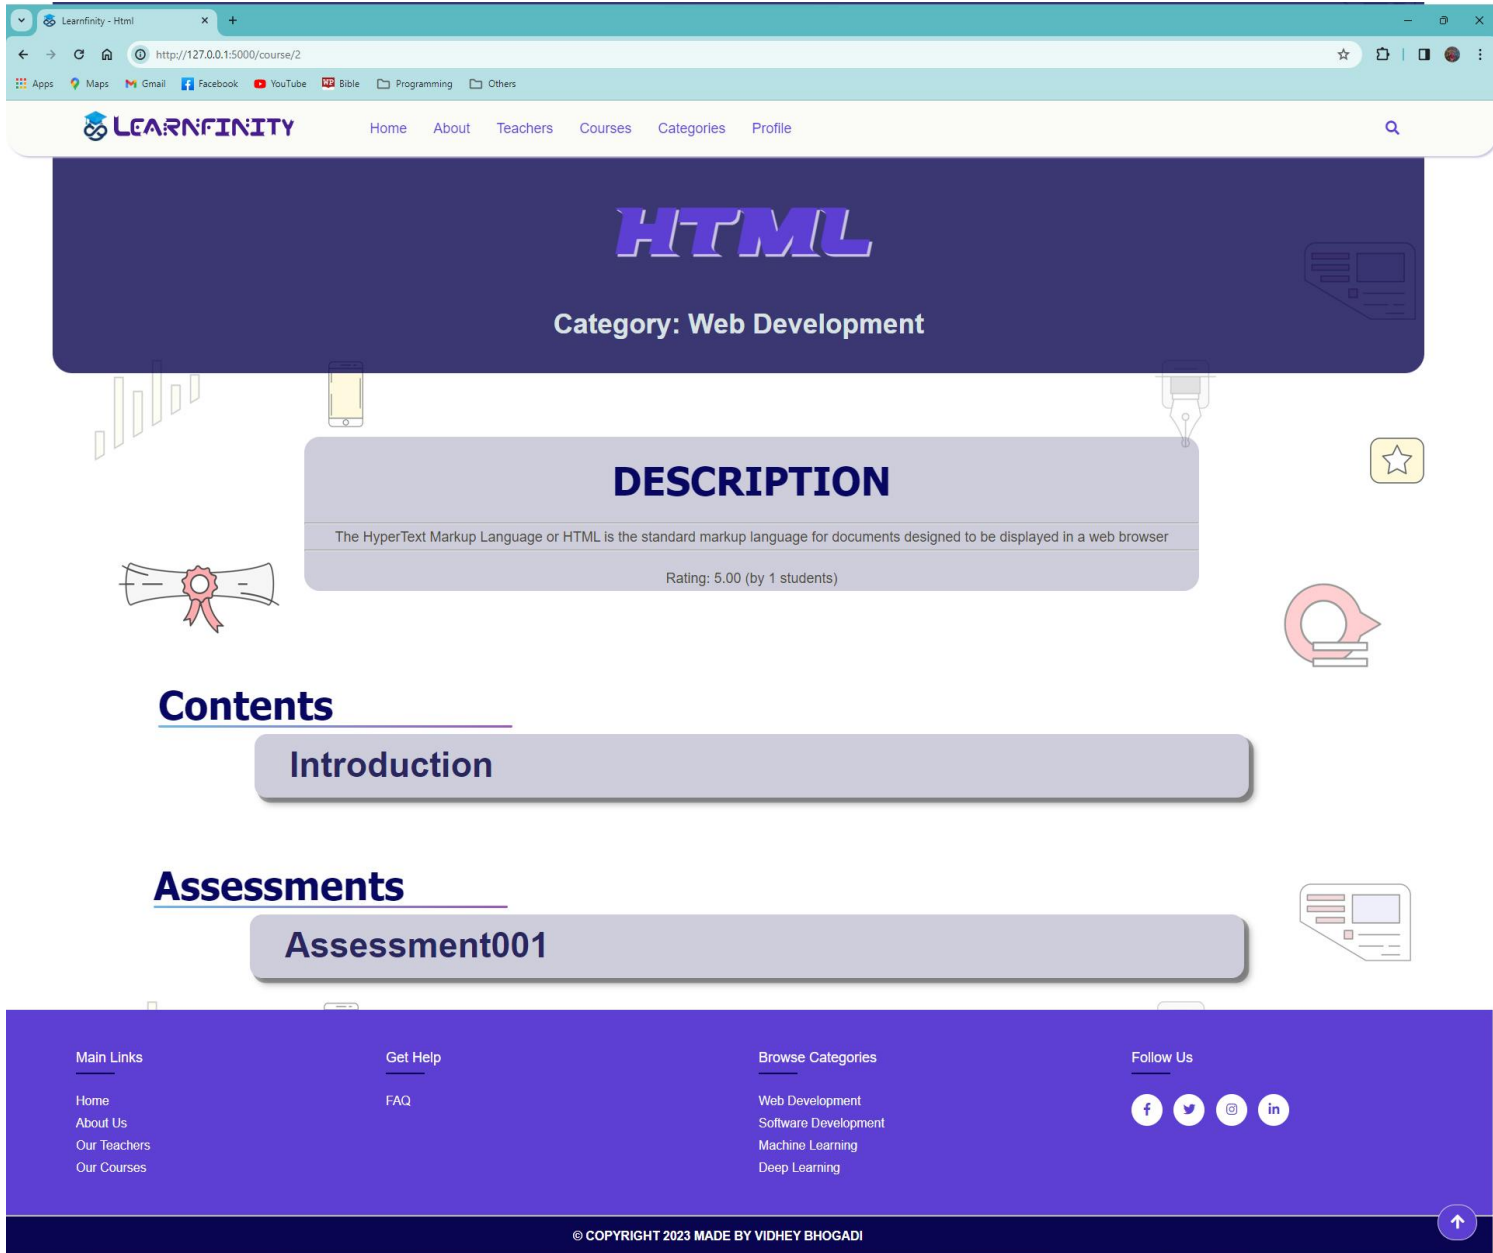 Learnfinity - Html
http://127.0.0.1:5000/course/2
Apps Maps Gmail Facebook YouTube Bible Programming Others
LEARNFINITY Home About Teachers Courses Categories Profile
HTML
Category: Web Development
DESCRIPTION
The HyperText Markup Language or HTML is the standard markup language for documents designed to be displayed in a web browser
Rating: 5.00 (by 1 students)
Contents
Introduction
Assessments
Assessment001
Main Links
Home
About Us
Our Teachers
Our Courses
Get Help
FAQ
Browse Categories
Web Development
Software Development
Machine Learning
Deep Learning
Follow Us
© COPYRIGHT 2023 MADE BY VIDHEY BHOGADI